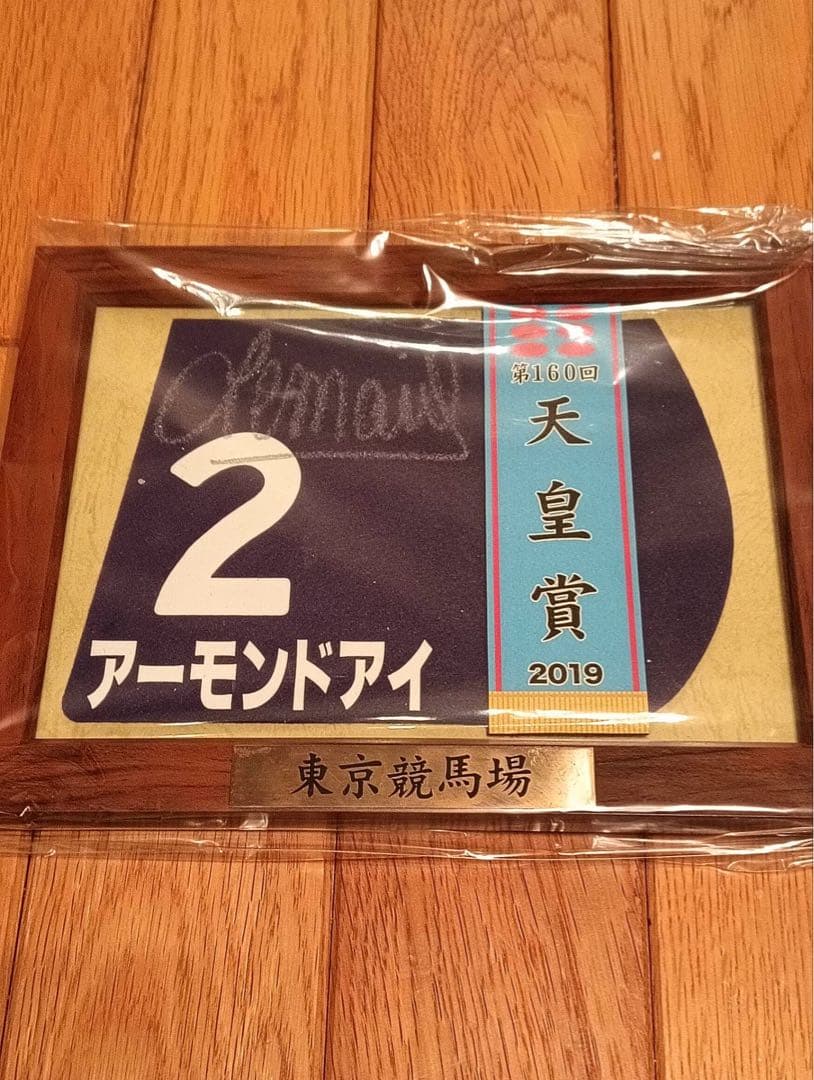 2
アーモンドアイ
第160回
天皇賞
2019
東京競馬場